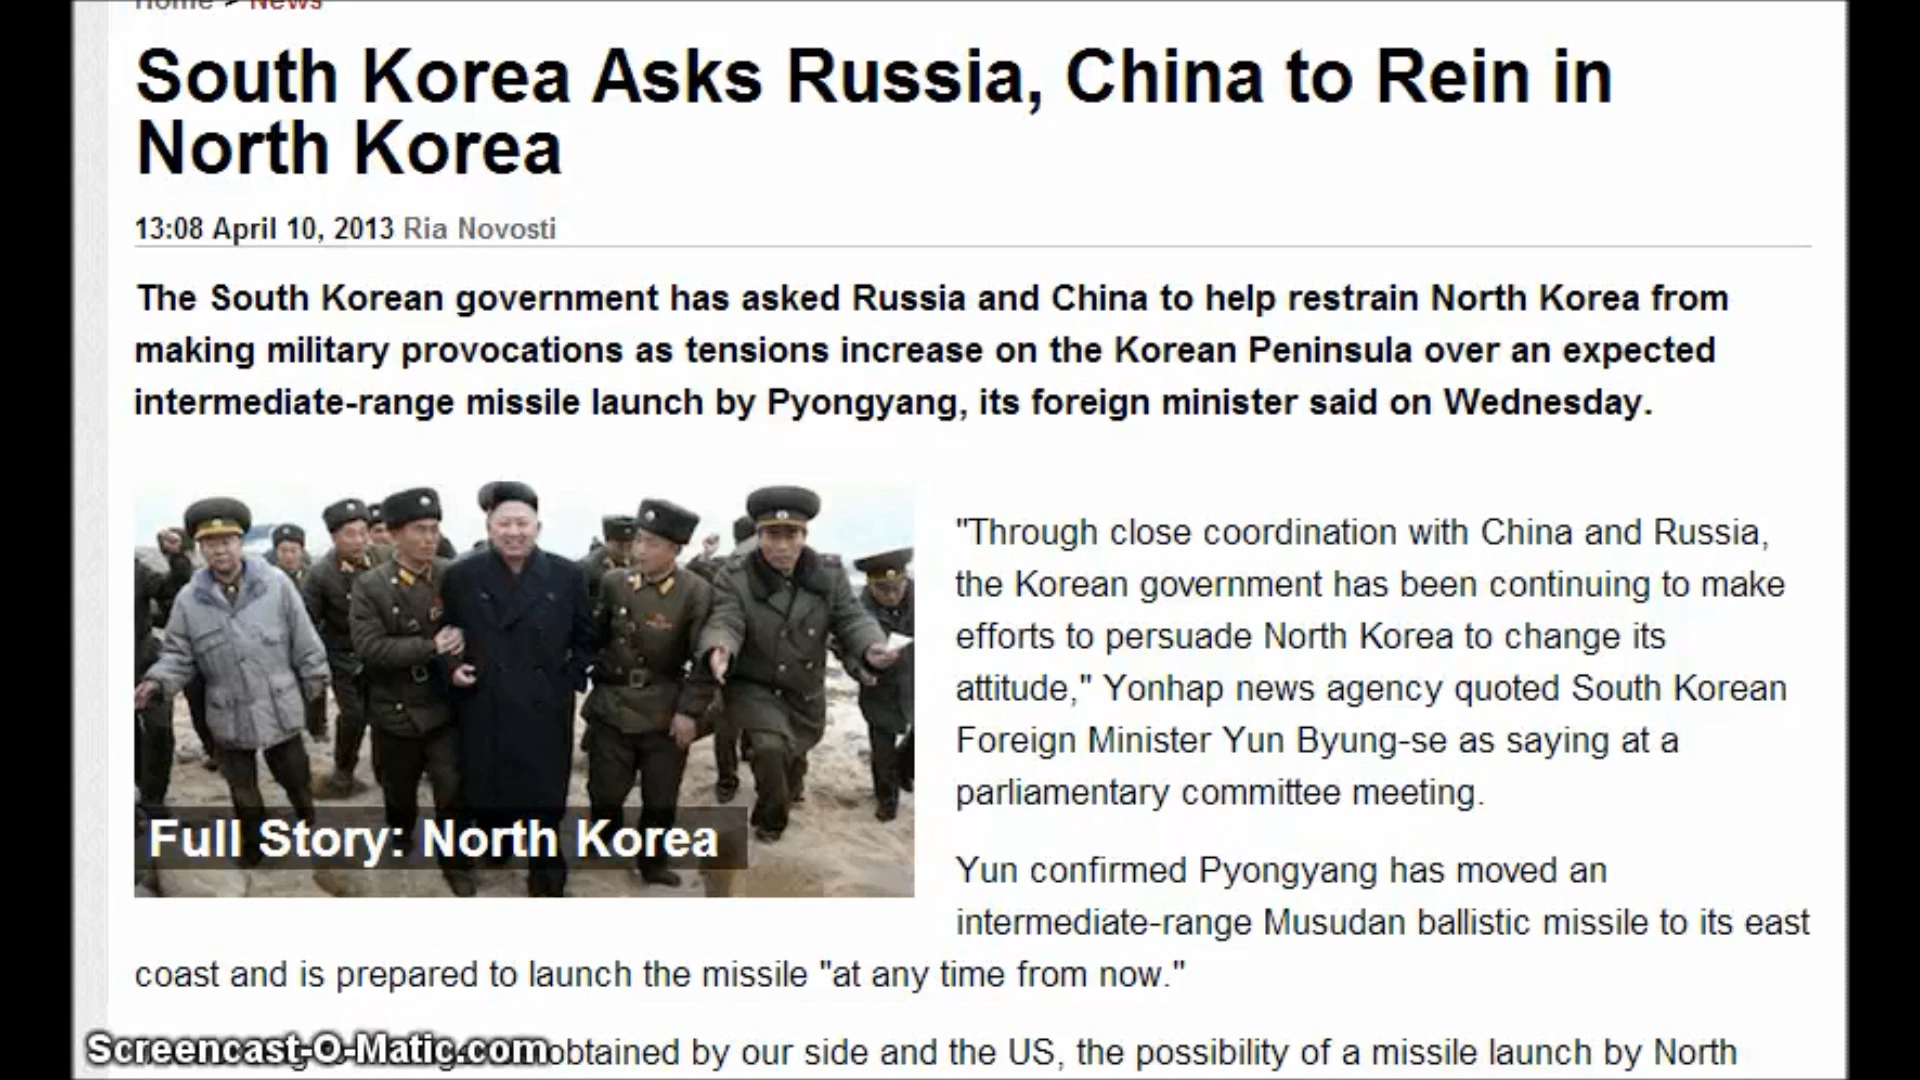 Home > News
South Korea Asks Russia, China to Rein in
North Korea
13:08 April 10, 2013 Ria Novosti
The South Korean government has asked Russia and China to help restrain North Korea from
making military provocations as tensions increase on the Korean Peninsula over an expected
intermediate-range missile launch by Pyongyang, its foreign minister said on Wednesday.
"Through close coordination with China and Russia,
the Korean government has been continuing to make
efforts to persuade North Korea to change its
attitude," Yonhap news agency quoted South Korean
Foreign Minister Yun Byung-se as saying at a
parliamentary committee meeting.
Full Story: North Korea
Yun confirmed Pyongyang has moved an
intermediate-range Musudan ballistic missile to its east
coast and is prepared to launch the missile "at any time from now."
obtained by our side and the US, the possibility of a missile launch by North
Screencast-O-Matic.com